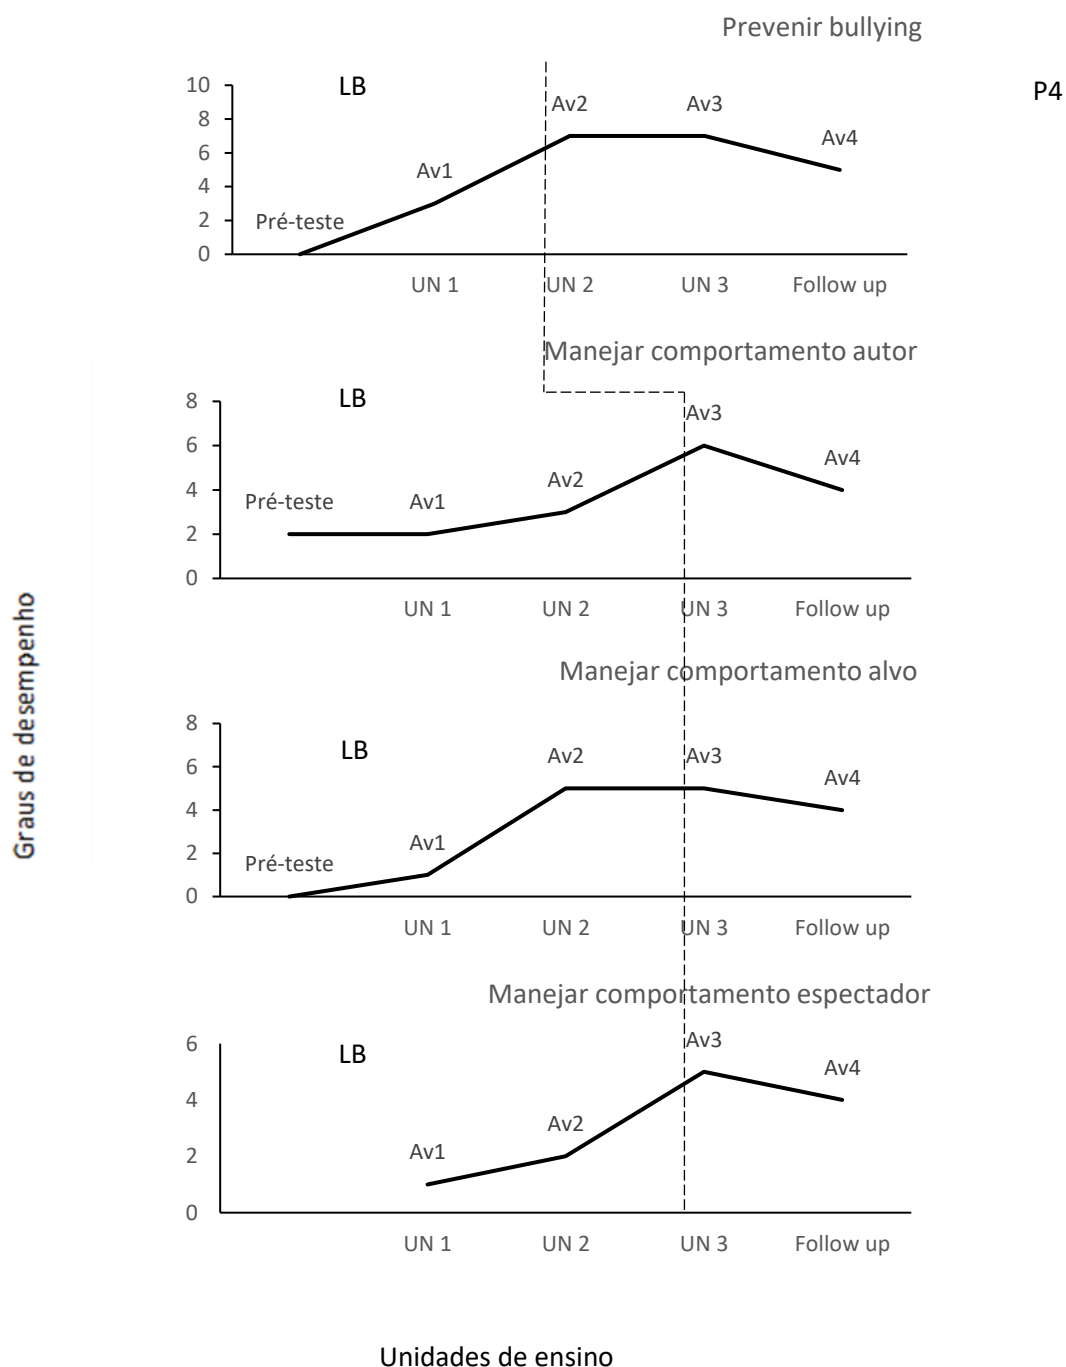 Prevenir bullying
P4
LB
10
8
6
4
2
0
Pré-teste
Av1
Av2
Av3
Av4
UN 1
UN 2
UN 3
Follow up
Manejar comportamento autor
LB
8
6
4
2
0
Pré-teste
Av1
Av2
Av3
Av4
UN 1
UN 2
UN 3
Follow up
Graus de desempenho
Manejar comportamento alvo
LB
8
6
4
2
0
Pré-teste
Av1
Av2
Av3
Av4
UN 1
UN 2
UN 3
Follow up
Manejar comportamento espectador
LB
6
4
2
0
Av1
Av2
Av3
Av4
UN 1
UN 2
UN 3
Follow up
Unidades de ensino